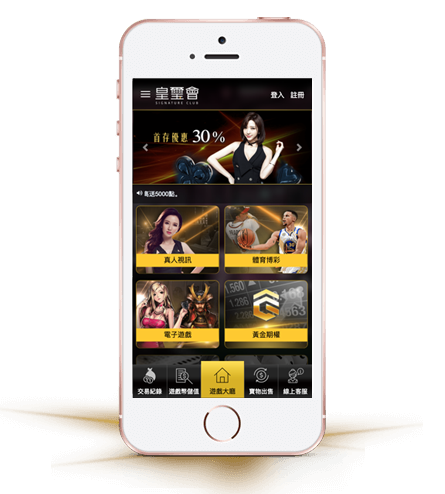 皇璽會
SIGNATURE CLUB
登入 註冊
首存優惠 30%
高送5000點。
真人視訊
體育博彩
電子遊戲
黃金期權
交易紀錄
遊戲幣儲值
遊戲大廳
寶物出售
線上客服